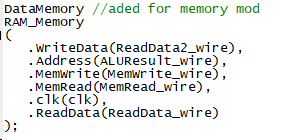 DataMemory //aded for memory mod
RAM_Memory
(
.WriteData(ReadData2_wire),
.Address(ALUResult_wire),
.MemWrite(MemWrite_wire),
.MemRead(MemRead_wire),
.clk(clk),
.ReadData(ReadData_wire)
);